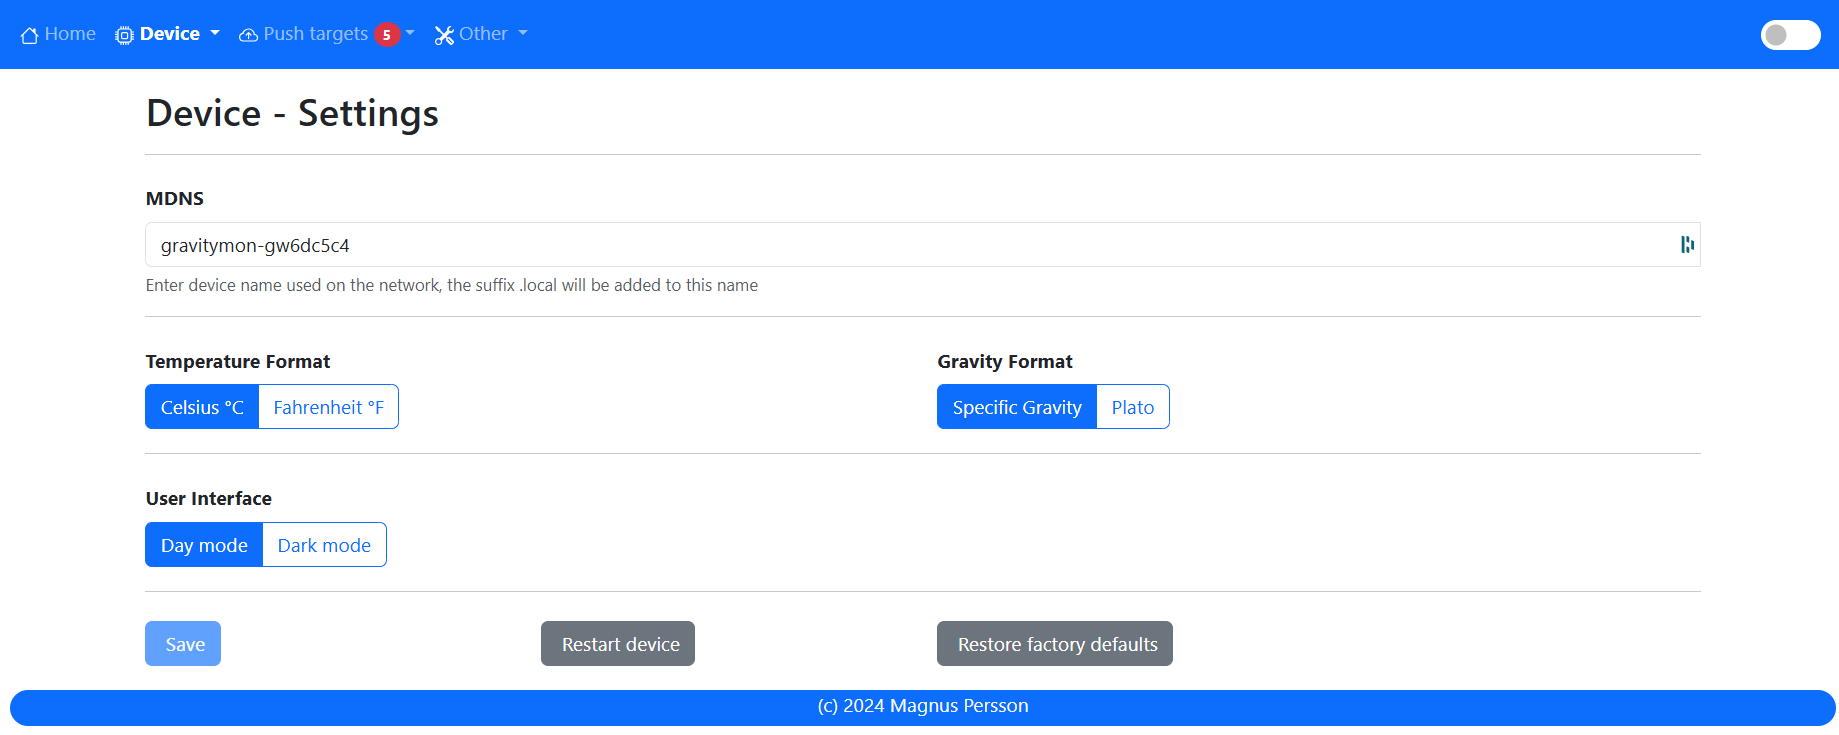 Home Device Push targets 5 Other
Device - Settings
MDNS
gravitymon-gw6dc5c4
Enter device name used on the network, the suffix .local will be added to this name
Temperature Format
Celsius °C Fahrenheit °F
Gravity Format
Specific Gravity Plato
User Interface
Day mode Dark mode
Save Restart device Restore factory defaults
(c) 2024 Magnus Persson